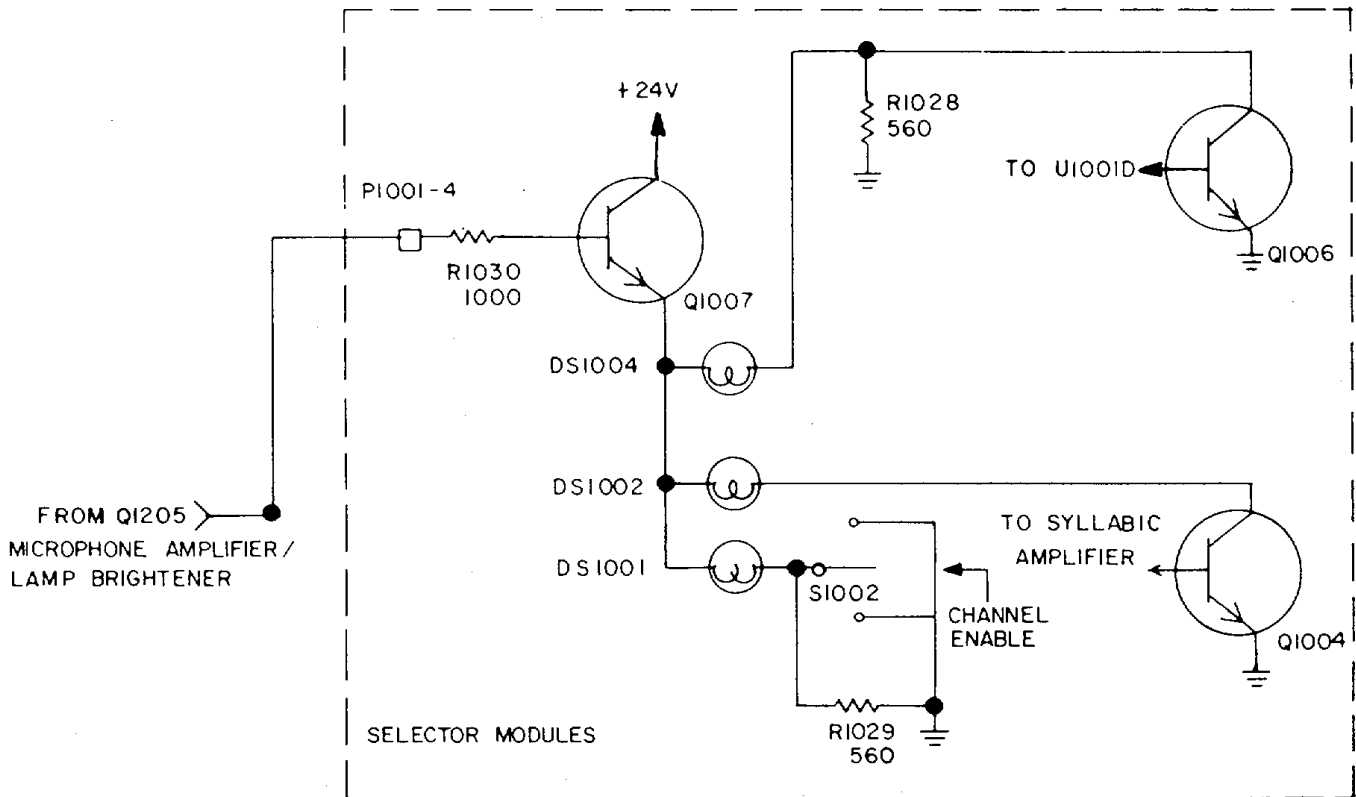 +24V
R1028
560
TO U1001D
Q1006
P1001-4
R1030
1000
Q1007
DS1004
DS1002
FROM Q1205
MICROPHONE AMPLIFIER/
LAMP BRIGHTENER
DS1001
S1002
CHANNEL
ENABLE
TO SYLLABIC
AMPLIFIER
Q1004
R1029
560
SELECTOR MODULES